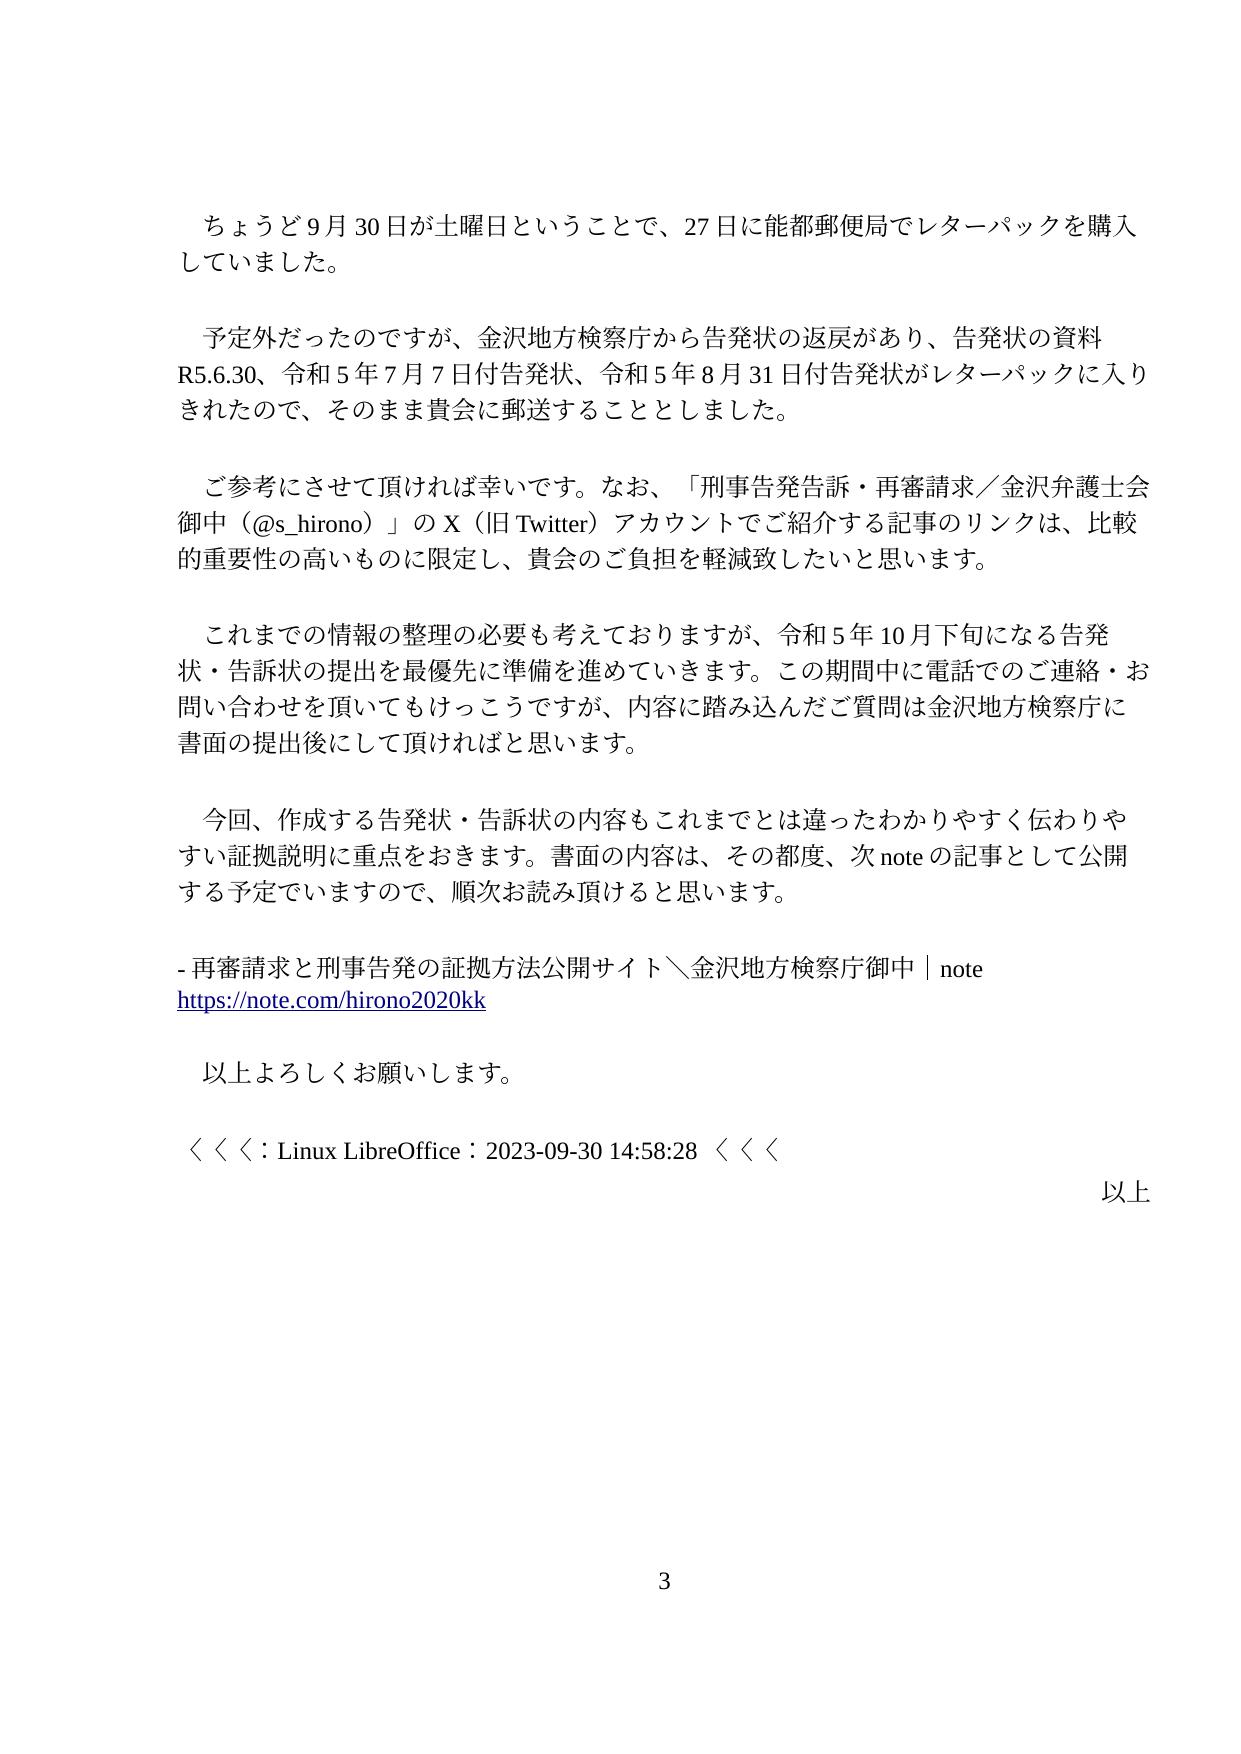 ちょうど9月30日が土曜日ということで、27日に能都郵便局でレターパックを購入
していました。
　予定外だったのですが、金沢地方検察庁から告発状の返戻があり、告発状の資料
R5.6.30、令和5年7月7日付告発状、令和5年8月31日付告発状がレターパックに入り
きれたので、そのまま貴会に郵送することとしました。
　ご参考にさせて頂ければ幸いです。なお、「刑事告発告訴・再審請求／金沢弁護士会
御中（@s_hirono）」のX（旧Twitter）アカウントでご紹介する記事のリンクは、比較
的重要性の高いものに限定し、貴会のご負担を軽減致したいと思います。
　これまでの情報の整理の必要も考えておりますが、令和5年10月下旬になる告発
状・告訴状の提出を最優先に準備を進めていきます。この期間中に電話でのご連絡・お
問い合わせを頂いてもけっこうですが、内容に踏み込んだご質問は金沢地方検察庁に
書面の提出後にして頂ければと思います。
　今回、作成する告発状・告訴状の内容もこれまでとは違ったわかりやすく伝わりや
すい証拠説明に重点をおきます。書面の内容は、その都度、次noteの記事として公開
する予定でいますので、順次お読み頂けると思います。
- 再審請求と刑事告発の証拠方法公開サイト＼金沢地方検察庁御中｜note
https://note.com/hirono2020kk
　以上よろしくお願いします。
〈〈〈：Linux LibreOffice：2023-09-30 14:58:28 〈〈〈
以上
3